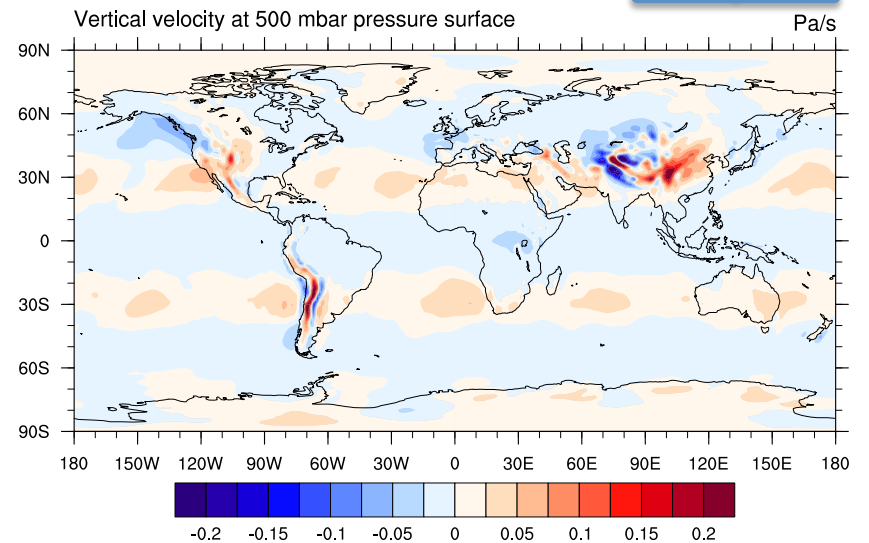 Vertical velocity at 500 mbar pressure surface
Pa/s
90N
60N
30N
0
30S
60S
90S
180 150W 120W 90W 60W 30W 0 30E 60E 90E 120E 150E 180
-0.2 -0.15 -0.1 -0.05 0 0.05 0.1 0.15 0.2